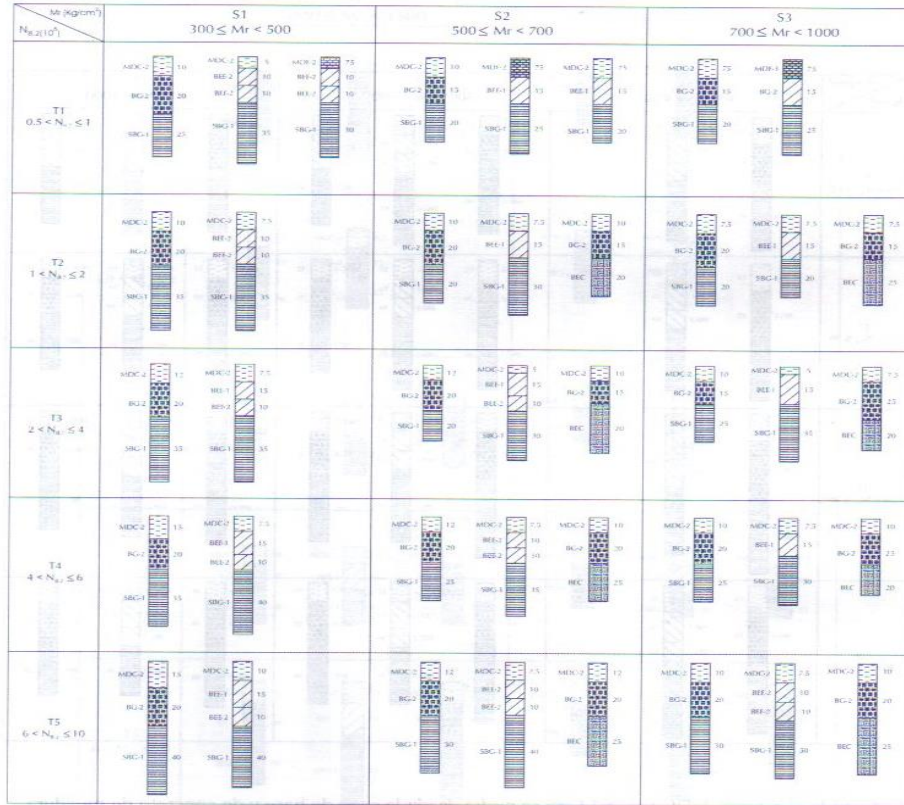 Mr (Kg/cm²)
N8.2(10⁶)
S1
300 ≤ Mr < 500
S2
500 ≤ Mr < 700
S3
700 ≤ Mr < 1000
T1
0.5 < N ≤ 1
MDC-2 10
BG-2 20
SBG-1 25
MDC-2 5
BEE-2 10
BEE-2 10
SBG-1 35
75
BEE-2 10
BEE-2 10
SBG-1 30
MDC-2 10
BG-2 15
SBG-1 20
75
BEE-1 15
SBG-1 25
MDC-2 75
BEE-1 15
SBG-1 20
MDC-2 75
BG-2 15
SBG-1 20
75
BG-2 15
SBG-1 25
T2
1 < N ≤ 2
MDC-2 10
BG-2 20
SBG-1 35
MDC-2 7.5
BEE-2 10
BEE-2 10
SBG-1 35
MDC-2 10
BG-2 20
SBG-1 20
MDC-2 7.5
BEE-1 15
SBG-1 30
MDC-2 10
BG-2 15
BEC 20
MDC-2 7.5
BG-2 20
SBG-1 20
MDC-2 7.5
BEE-1 15
SBG-1 20
MDC-2 7.5
BG-2 15
BEC 25
T3
2 < N ≤ 4
MDC-2 12
BG-2 20
SBG-1 35
MDC-2 7.5
BEE-1 15
BEE-2 10
SBG-1 35
MDC-2 12
BG-2 20
SBG-1 20
MDC-2 5
BEE-1 15
BEE-2 10
SBG-1 30
MDC-2 10
BG-2 15
BEC 20
MDC-2 10
BG-2 15
SBG-1 25
MDC-2 5
BEE-1 15
SBG-1 35
MDC-2 7.5
BG-2 25
BEC 20
T4
4 < N ≤ 6
MDC-2 15
BG-2 20
SBG-1 35
MDC-2 7.5
BEE-1 15
BEE-2 10
SBG-1 40
MDC-2 12
BG-2 20
SBG-1 25
MDC-2 7.5
BEE-1 10
BEE-2 10
SBG-1 35
MDC-2 10
BG-2 20
BEC 25
MDC-2 10
BG-2 20
SBG-1 25
MDC-2 7.5
BEE-1 15
SBG-1 30
MDC-2 10
BG-2 25
BEC 20
T5
6 < N ≤ 10
MDC-2 15
BG-2 20
SBG-1 40
MDC-2 10
BEE-1 15
BEE-2 10
SBG-1 40
MDC-2 12
BG-2 20
SBG-1 30
MDC-2 7.5
BEE-2 10
BEE-2 10
SBG-1 40
MDC-2 12
BG-2 20
BEC 25
MDC-2 10
BG-2 20
SBG-1 30
MDC-2 7.5
BEE-2 10
BEE-2 10
SBG-1 30
MDC-2 10
BG-2 20
BEC 25